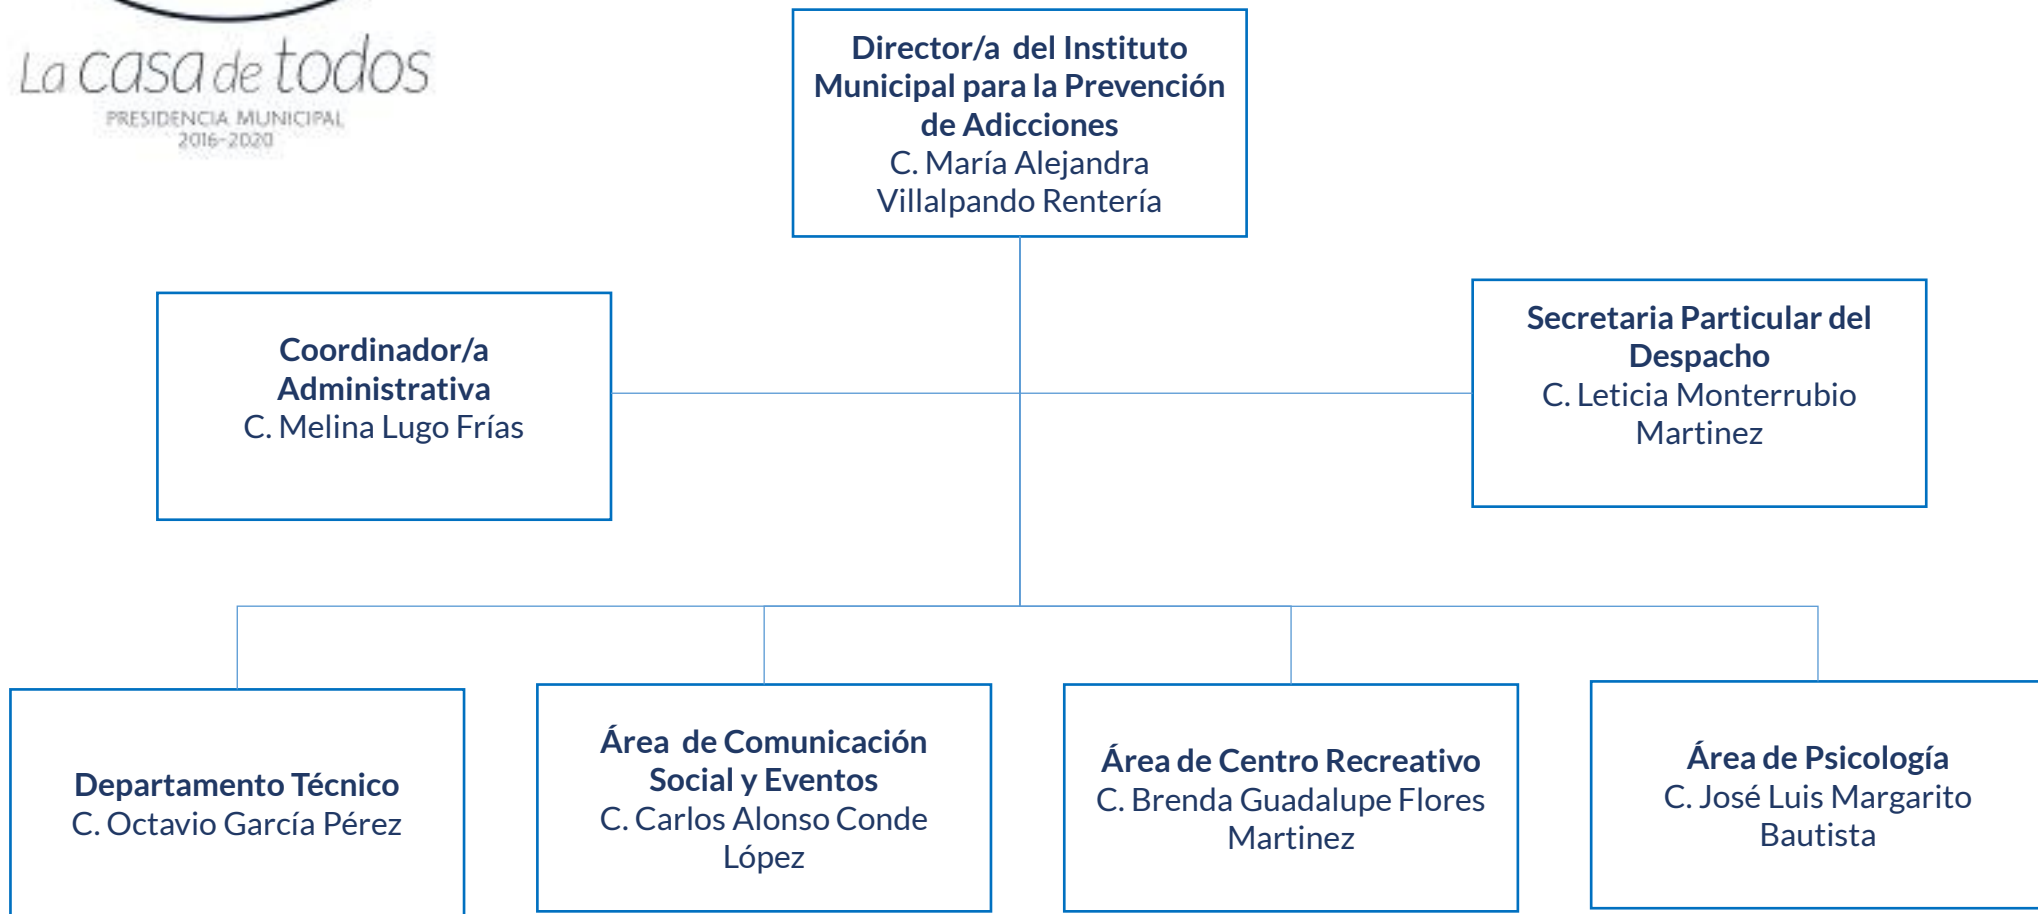 La casa de todos
PRESIDENCIA MUNICIPAL
2016-2020
Director/a del Instituto
Municipal para la Prevención
de Adicciones
C. María Alejandra
Villalpando Rentería
Coordinador/a
Administrativa
C. Melina Lugo Frías
Secretaria Particular del
Despacho
C. Leticia Monterrubio
Martinez
Departamento Técnico
C. Octavio García Pérez
Área de Comunicación
Social y Eventos
C. Carlos Alonso Conde
López
Área de Centro Recreativo
C. Brenda Guadalupe Flores
Martinez
Área de Psicología
C. José Luis Margarito
Bautista